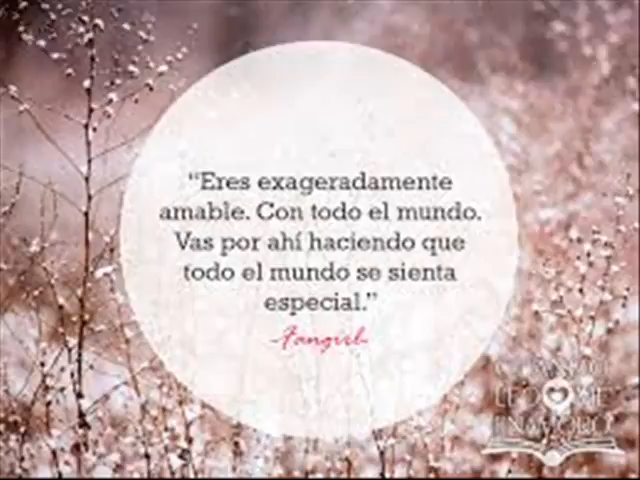 “Eres exageradamente
amable. Con todo el mundo.
Vas por ahí haciendo que
todo el mundo se sienta
especial.”
-Fangirl-